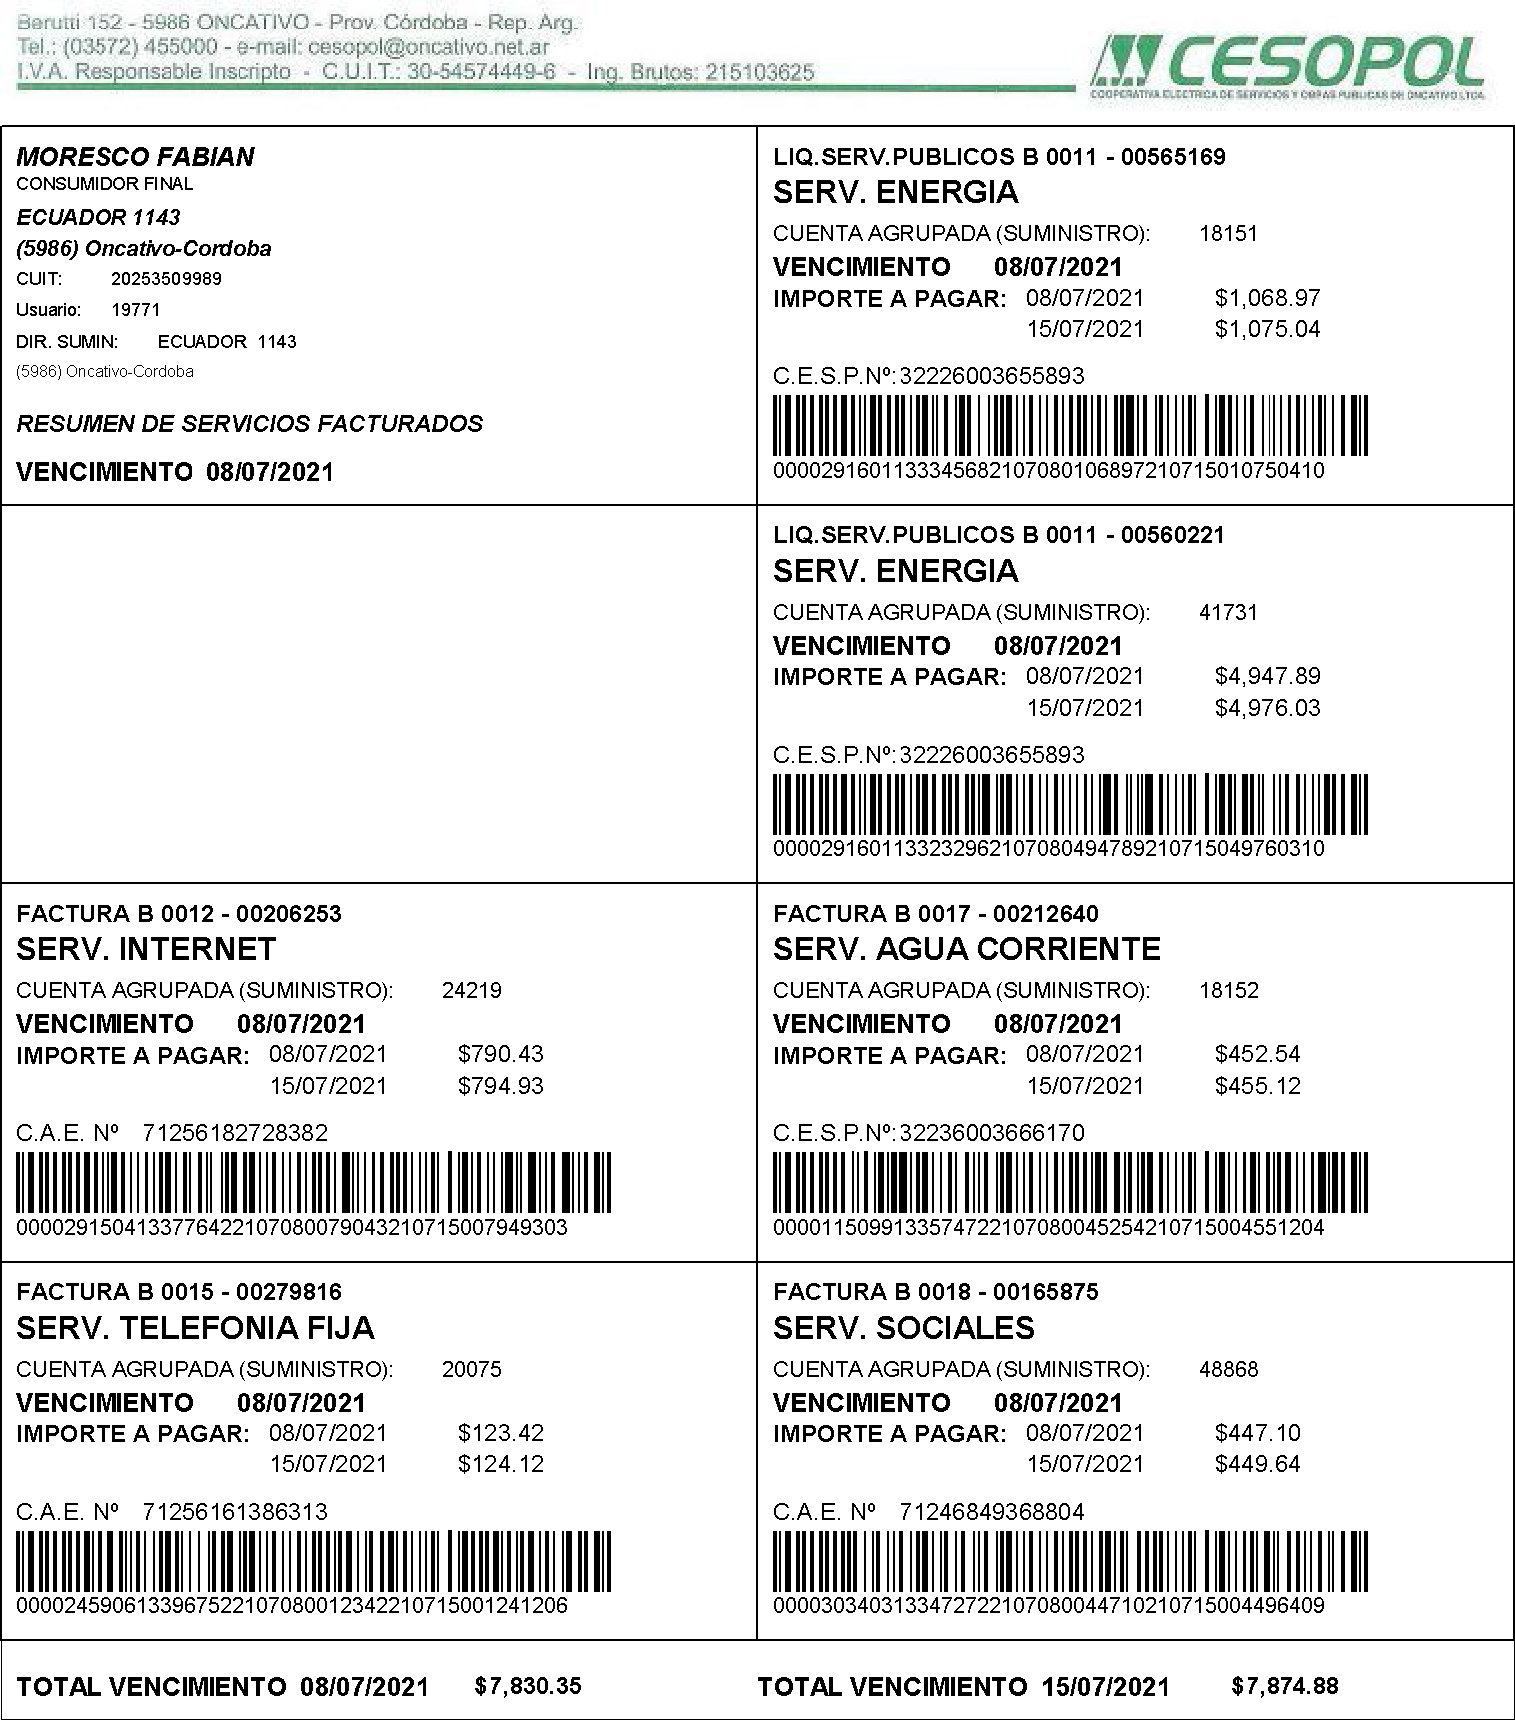 Berutti 152 - 5986 ONCATIVO - Prov. Córdoba - Rep. Arg.
Tel.: (03572) 455000 - e-mail: cesopol@oncativo.net.ar
I.V.A. Responsable Inscripto - C.U.I.T.: 30-54574449-6 - Ing. Brutos: 215103625
CESOPOL
COOPERATIVA ELECTRICA DE SERVICIOS Y OBRAS PUBLICAS DE ONCATIVO LTDA.
MORESCO FABIAN
CONSUMIDOR FINAL
ECUADOR 1143
(5986) Oncativo-Cordoba
CUIT: 20253509989
Usuario: 19771
DIR. SUMIN: ECUADOR 1143
(5986) Oncativo-Cordoba
RESUMEN DE SERVICIOS FACTURADOS
VENCIMIENTO 08/07/2021
LIQ.SERV.PUBLICOS B 0011 - 00565169
SERV. ENERGIA
CUENTA AGRUPADA (SUMINISTRO): 18151
VENCIMIENTO 08/07/2021
IMPORTE A PAGAR: 08/07/2021 $1,068.97
15/07/2021 $1,075.04
C.E.S.P.Nº: 32226003655893
0000291601133345682107080106897210715010750410
LIQ.SERV.PUBLICOS B 0011 - 00560221
SERV. ENERGIA
CUENTA AGRUPADA (SUMINISTRO): 41731
VENCIMIENTO 08/07/2021
IMPORTE A PAGAR: 08/07/2021 $4,947.89
15/07/2021 $4,976.03
C.E.S.P.Nº: 32226003655893
0000291601133232962107080494789210715049760310
FACTURA B 0012 - 00206253
SERV. INTERNET
CUENTA AGRUPADA (SUMINISTRO): 24219
VENCIMIENTO 08/07/2021
IMPORTE A PAGAR: 08/07/2021 $790.43
15/07/2021 $794.93
C.A.E. Nº 71256182728382
0000291504133776422107080079043210715007949303
FACTURA B 0017 - 00212640
SERV. AGUA CORRIENTE
CUENTA AGRUPADA (SUMINISTRO): 18152
VENCIMIENTO 08/07/2021
IMPORTE A PAGAR: 08/07/2021 $452.54
15/07/2021 $455.12
C.E.S.P.Nº: 32236003666170
0000115099133574722107080045254210715004551204
FACTURA B 0015 - 00279816
SERV. TELEFONIA FIJA
CUENTA AGRUPADA (SUMINISTRO): 20075
VENCIMIENTO 08/07/2021
IMPORTE A PAGAR: 08/07/2021 $123.42
15/07/2021 $124.12
C.A.E. Nº 71256161386313
0000245906133967522107080012342210715001241206
FACTURA B 0018 - 00165875
SERV. SOCIALES
CUENTA AGRUPADA (SUMINISTRO): 48868
VENCIMIENTO 08/07/2021
IMPORTE A PAGAR: 08/07/2021 $447.10
15/07/2021 $449.64
C.A.E. Nº 71246849368804
0000303403133472722107080044710210715004496409
TOTAL VENCIMIENTO 08/07/2021 $7,830.35
TOTAL VENCIMIENTO 15/07/2021 $7,874.88